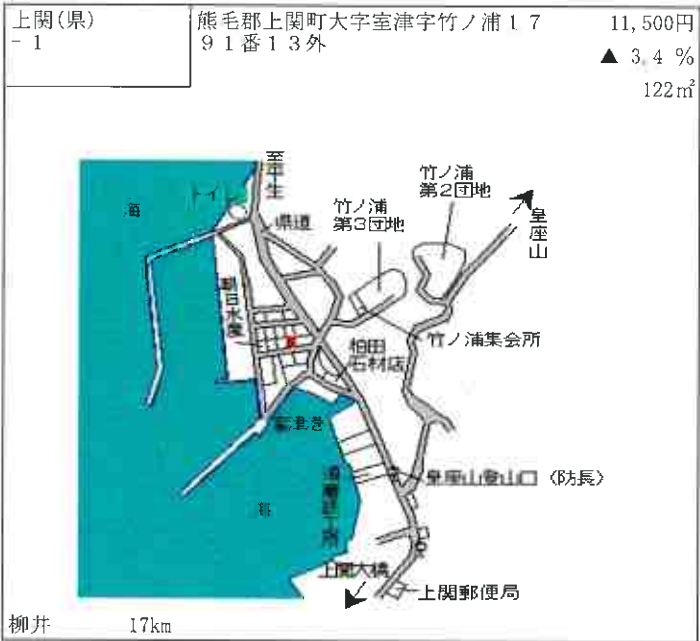 上関(県)
-1
熊毛郡上関町大字室津字竹ノ浦17
91番13外
11,500円
▲ 3.4 %
122㎡
至平生
海
トイレ
県道
竹ノ浦
第3団地
竹ノ浦
第2団地
皇座山
朝日水産
竹ノ浦集会所
柏田
石材店
室津港
皇座山登山口(防長)
海
上関大橋
上関郵便局
柳井
17km